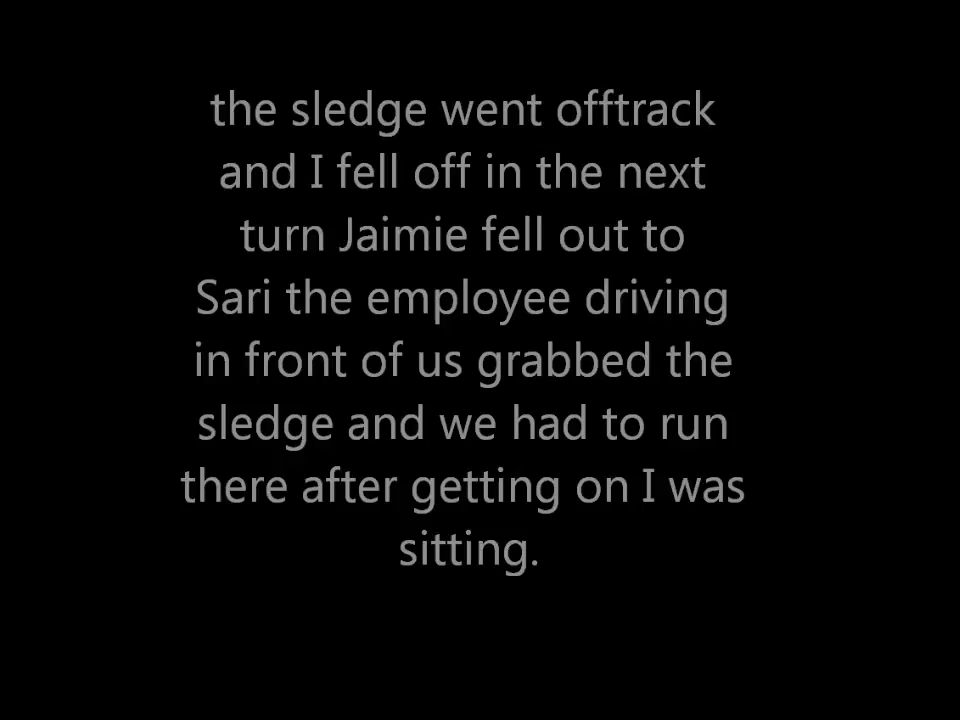 the sledge went offtrack
and I fell off in the next
turn Jaimie fell out to
Sari the employee driving
in front of us grabbed the
sledge and we had to run
there after getting on I was
sitting.